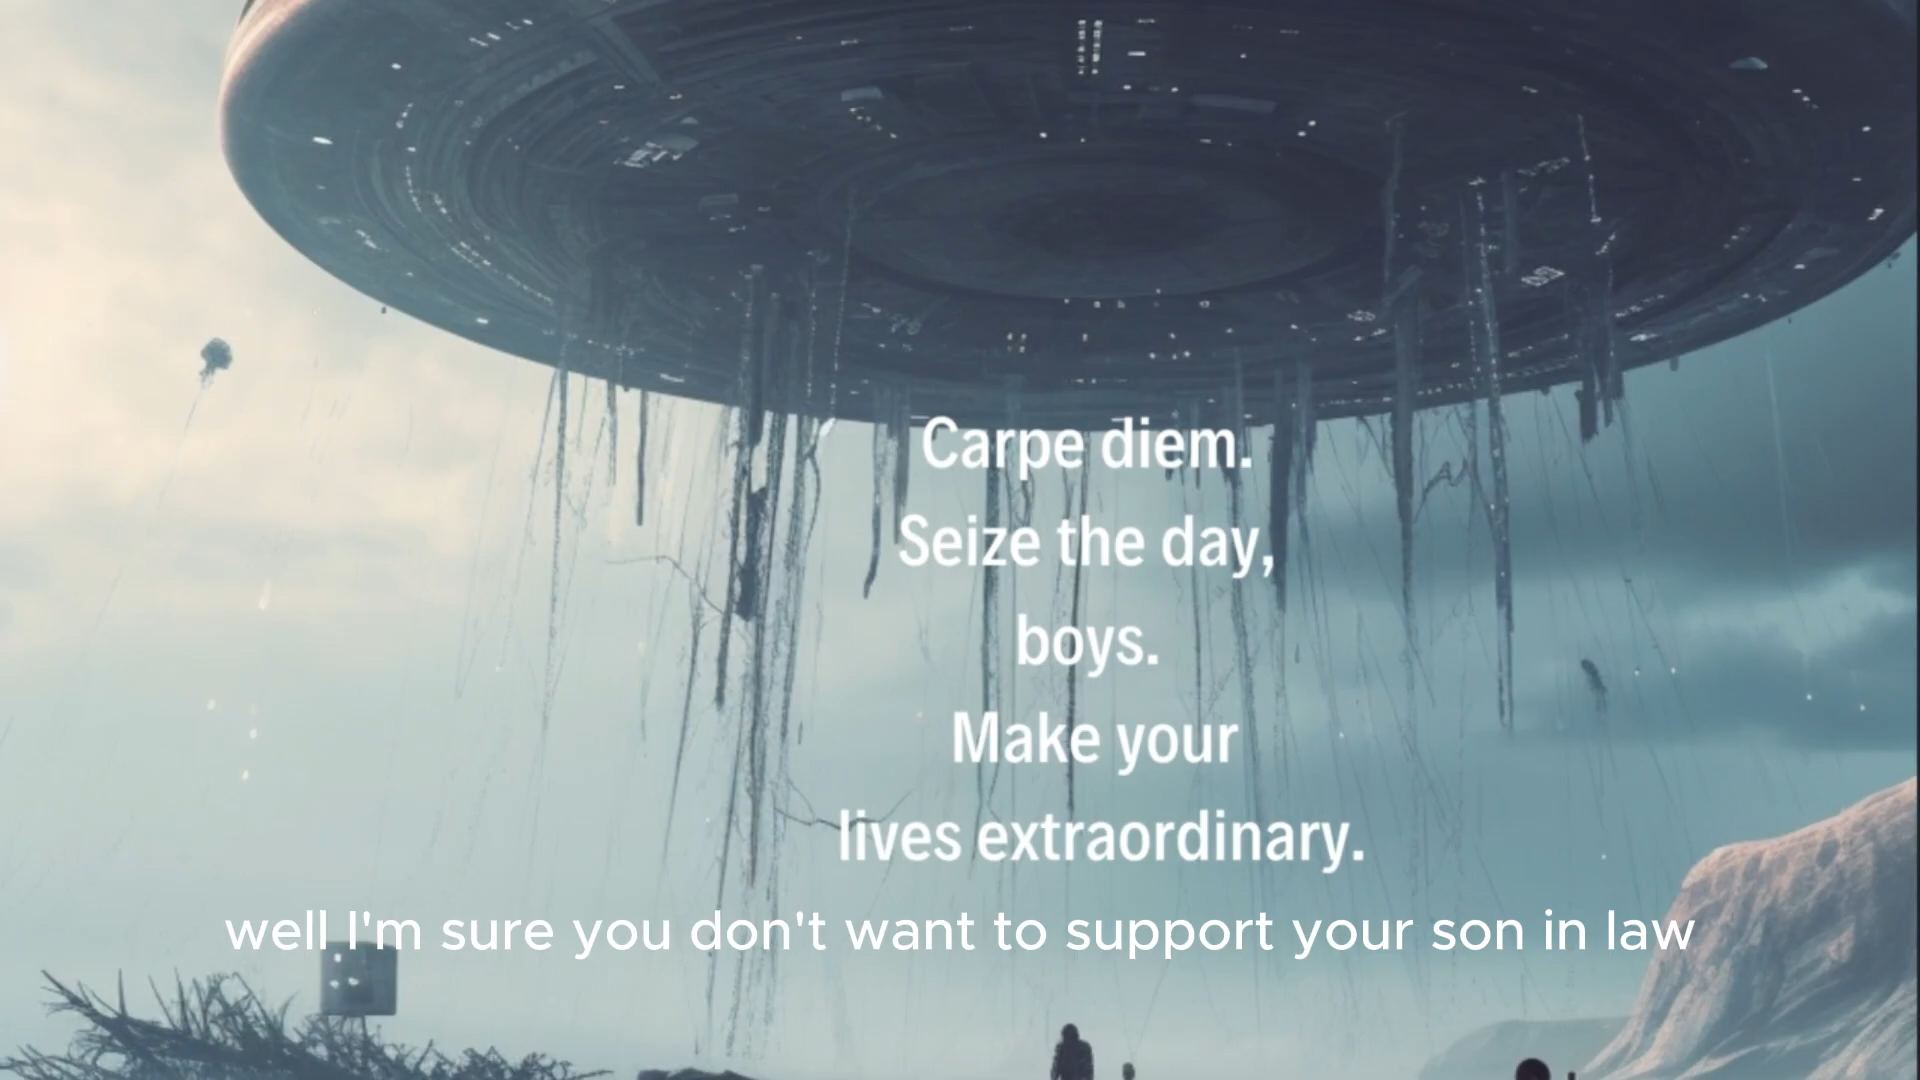 Carpe diem.
Seize the day,
boys.
Make your
lives extraordinary.
well I'm sure you don't want to support your son in law